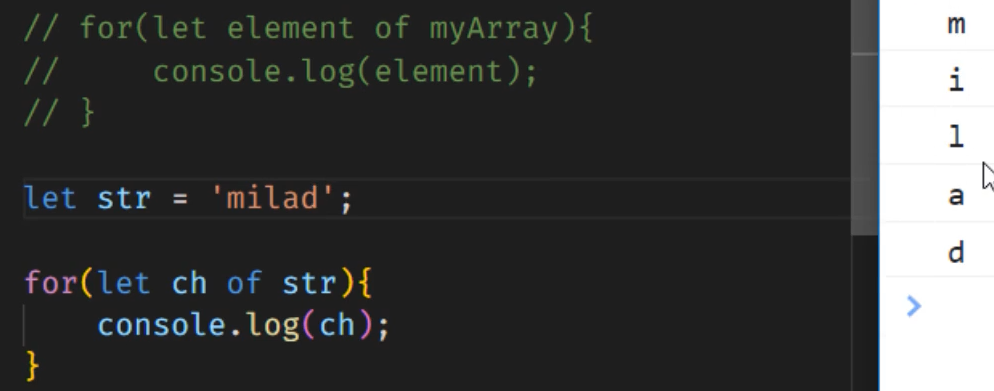 // for(let element of myArray){
//     console.log(element);
// }
let str = 'milad';
for(let ch of str){
    console.log(ch);
}
m
i
l
a
d
>